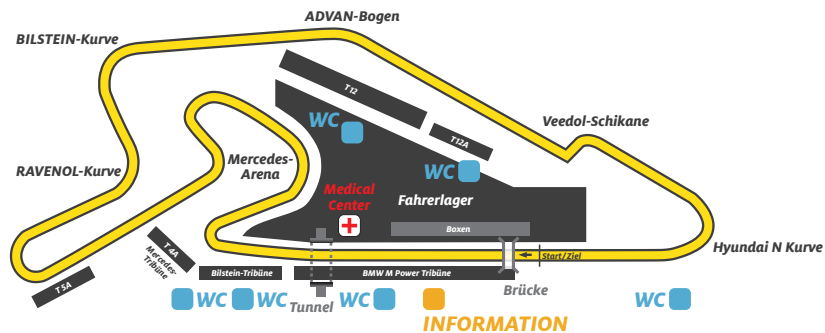 ADVAN-Bogen
BILSTEIN-Kurve
T12
WC
Veedol-Schikane
T12A
Mercedes-
Arena
WC
RAVENOL-Kurve
Medical
Center
Fahrerlager
Boxen
T 4A
Mercedes-
Tribüne
Hyundai N Kurve
Start/Ziel
Bilstein-Tribüne
BMW M Power Tribüne
T 5A
Brücke
WC
WC
Tunnel
WC
WC
INFORMATION